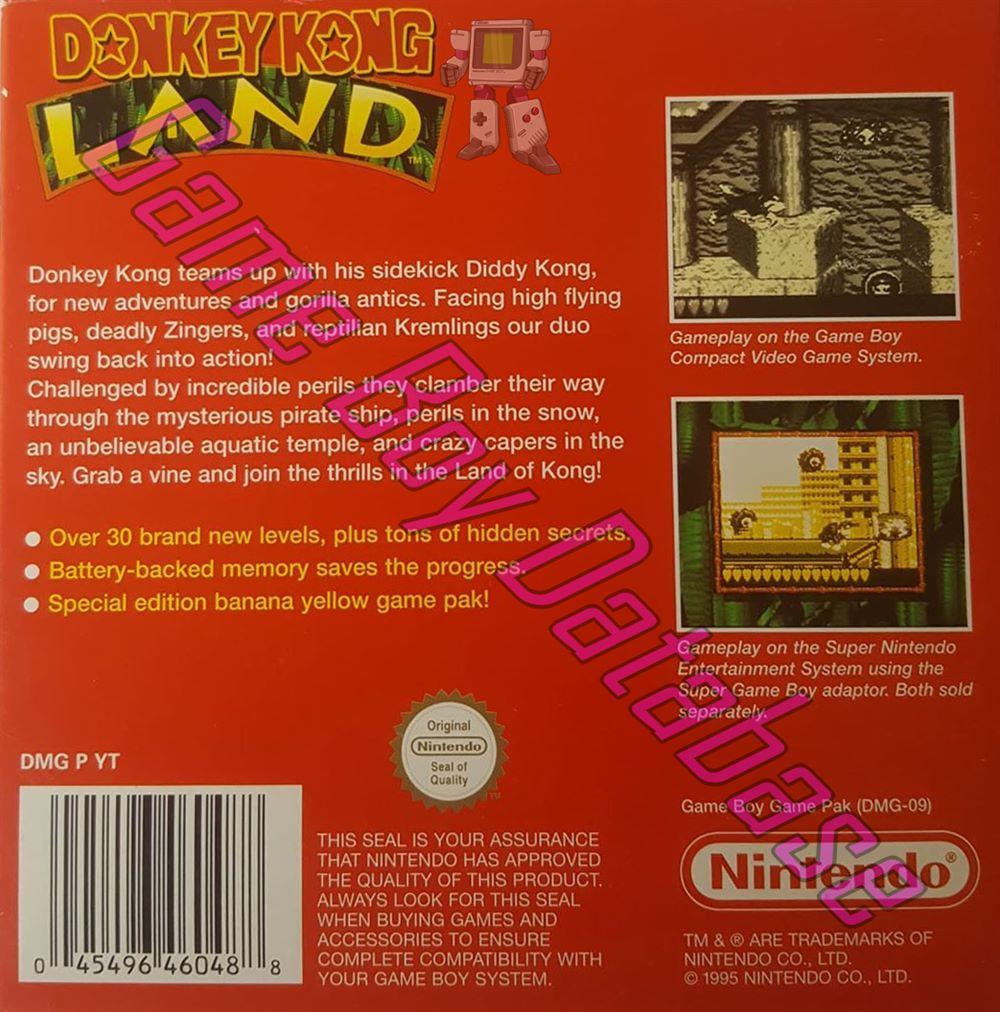 DONKEY KONG
LAND™
Donkey Kong teams up with his sidekick Diddy Kong,
for new adventures and gorilla antics. Facing high flying
pigs, deadly Zingers, and reptilian Kremlings our duo
swing back into action!
Challenged by incredible perils they clamber their way
through the mysterious pirate ship, perils in the snow,
an unbelievable aquatic temple, and crazy capers in the
sky. Grab a vine and join the thrills in the Land of Kong!
Over 30 brand new levels, plus tons of hidden secrets.
Battery-backed memory saves the progress.
Special edition banana yellow game pak!
Gameplay on the Game Boy
Compact Video Game System.
Gameplay on the Super Nintendo
Entertainment System using the
Super Game Boy adaptor. Both sold
separately.
Game Boy Database
DMG P YT
0 45496 46048 8
Original
Nintendo
Seal of
Quality
TM
THIS SEAL IS YOUR ASSURANCE
THAT NINTENDO HAS APPROVED
THE QUALITY OF THIS PRODUCT.
ALWAYS LOOK FOR THIS SEAL
WHEN BUYING GAMES AND
ACCESSORIES TO ENSURE
COMPLETE COMPATIBILITY WITH
YOUR GAME BOY SYSTEM.
Game Boy Game Pak (DMG-09)
Nintendo®
TM & ® ARE TRADEMARKS OF
NINTENDO CO., LTD.
© 1995 NINTENDO CO., LTD.